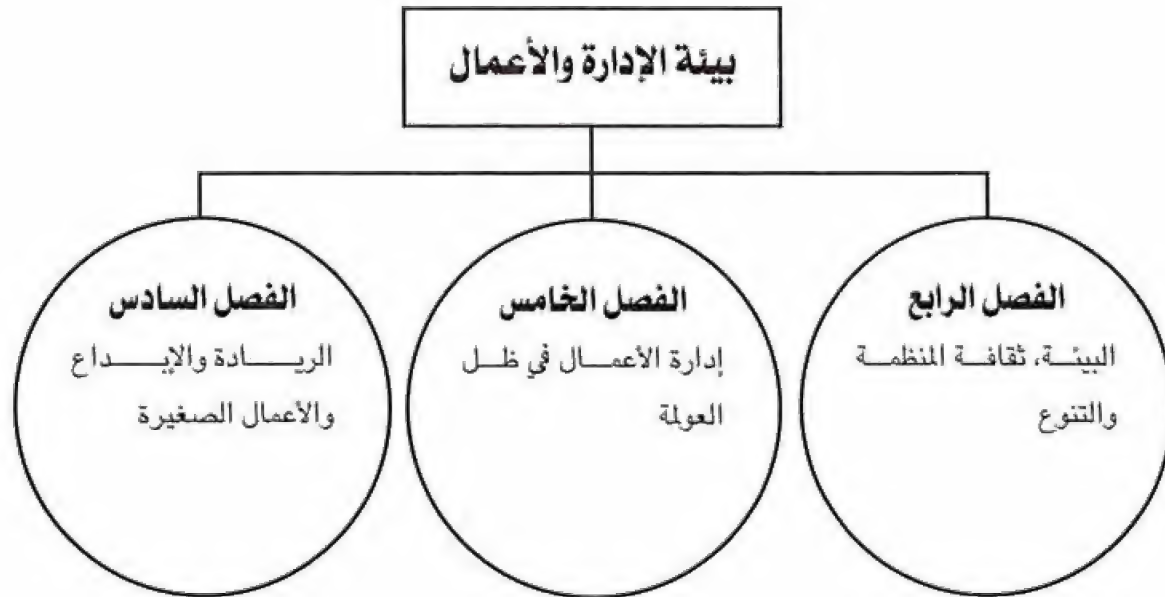 بيئة الإدارة والأعمال
الفصل الرابع
البيئة، ثقافة المنظمة
والتنوع
الفصل الخامس
إدارة الأعمال في ظل
العولمة
الفصل السادس
الريادة والإبداع
والأعمال الصغيرة